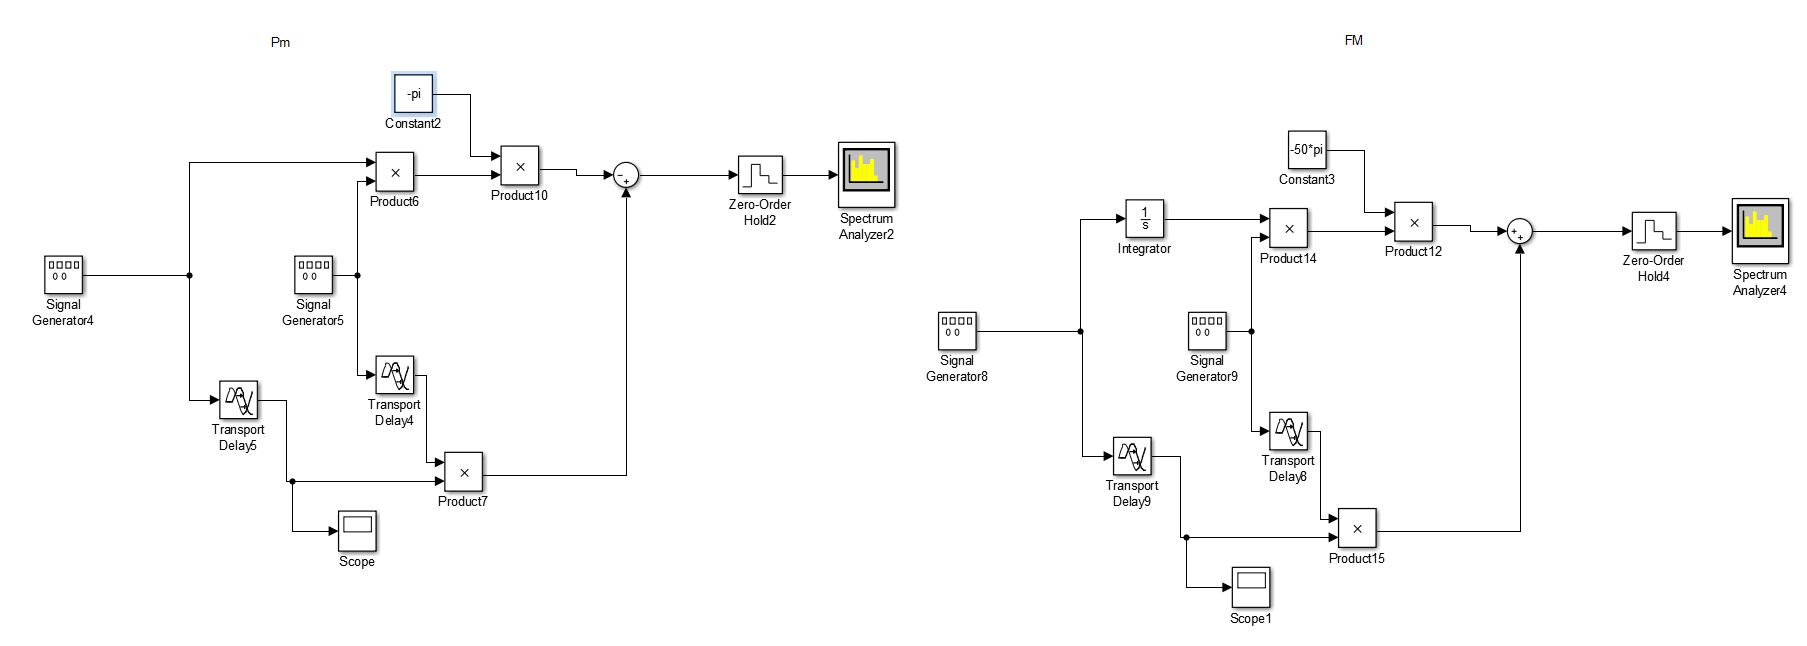 Pm
-pi
Constant2
×
Product6
×
Product10
Zero-Order
Hold2
Spectrum
Analyzer2
Signal
Generator4
Signal
Generator5
Transport
Delay5
Transport
Delay4
×
Product7
Scope
FM
-50*pi
Constant3
1
s
Integrator
×
Product14
×
Product12
Zero-Order
Hold4
Spectrum
Analyzer4
Signal
Generator8
Signal
Generator9
Transport
Delay9
Transport
Delay8
×
Product15
Scope1